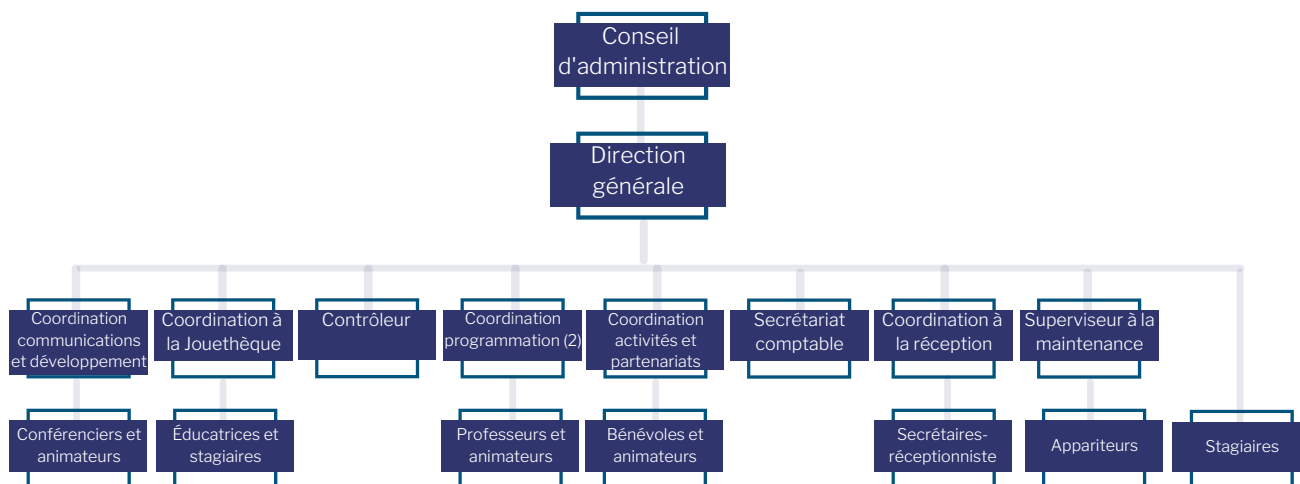 Conseil
d'administration
Direction
générale
Coordination
communications
et développement
Coordination à
la Jouethèque
Contrôleur
Coordination
programmation (2)
Coordination
activités et
partenariats
Secrétariat
comptable
Coordination à
la réception
Superviseur à la
maintenance
Conférenciers et
animateurs
Éducatrices et
stagiaires
Professeurs et
animateurs
Bénévoles et
animateurs
Secrétaires-
réceptionniste
Appariteurs
Stagiaires